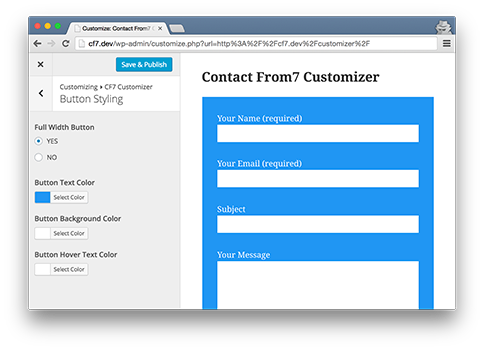 Customize: Contact From7
cf7.dev/wp-admin/customize.php?url=http%3A%2F%2Fcf7.dev%2Fcustomizer%2F
Save & Publish
Customizing ▸ CF7 Customizer
Button Styling
Full Width Button
YES
NO
Button Text Color
Select Color
Button Background Color
Select Color
Button Hover Text Color
Select Color
Contact From7 Customizer
Your Name (required)
Your Email (required)
Subject
Your Message